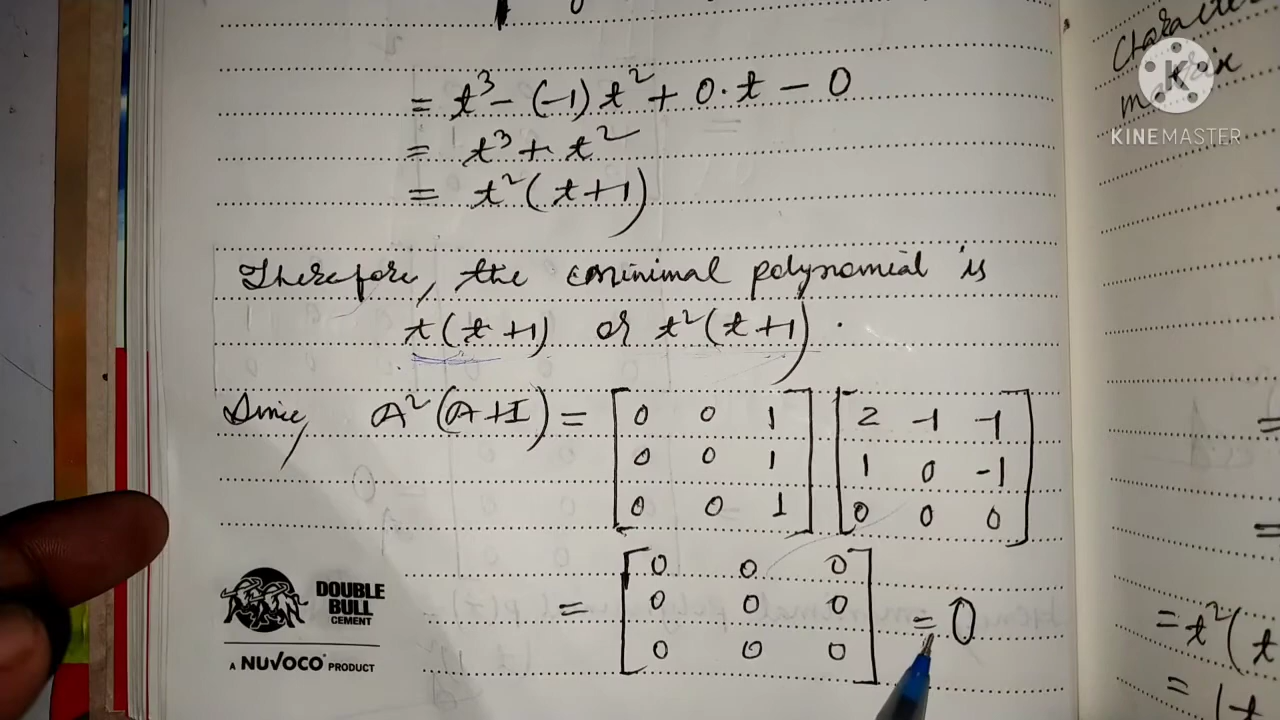 = t³ - (-1)t² + 0·t - 0
= t³ + t²
= t²(t+1)
Therefore, the minimal polynomial is
t(t+1) or t²(t+1).
Since, A²(A+I) = [0 0 1; 0 0 1; 0 0 1] [2 -1 -1; 1 0 -1; 0 0 0]
= [0 0 0; 0 0 0; 0 0 0] = 0
DOUBLE
BULL
CEMENT
A NUVOCO PRODUCT
K
KINEMASTER
= t²(t